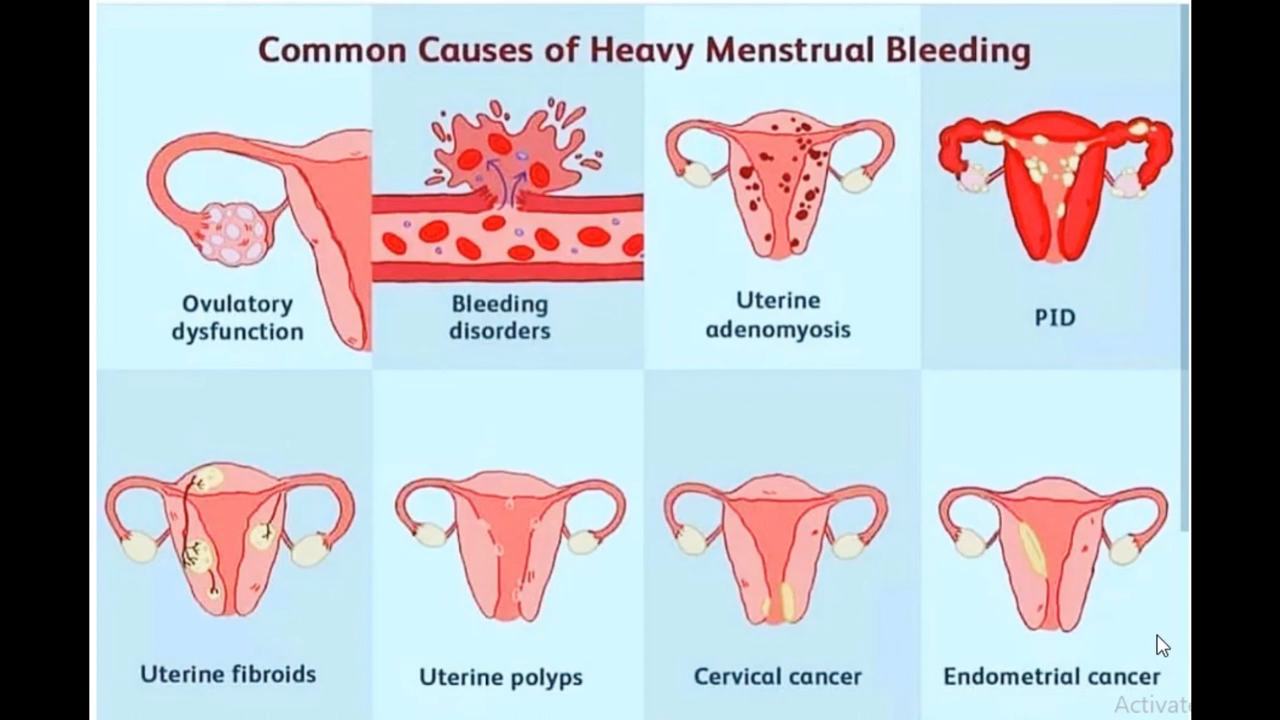 Common Causes of Heavy Menstrual Bleeding
Ovulatory
dysfunction
Bleeding
disorders
Uterine
adenomyosis
PID
Uterine fibroids
Uterine polyps
Cervical cancer
Endometrial cancer
Activat